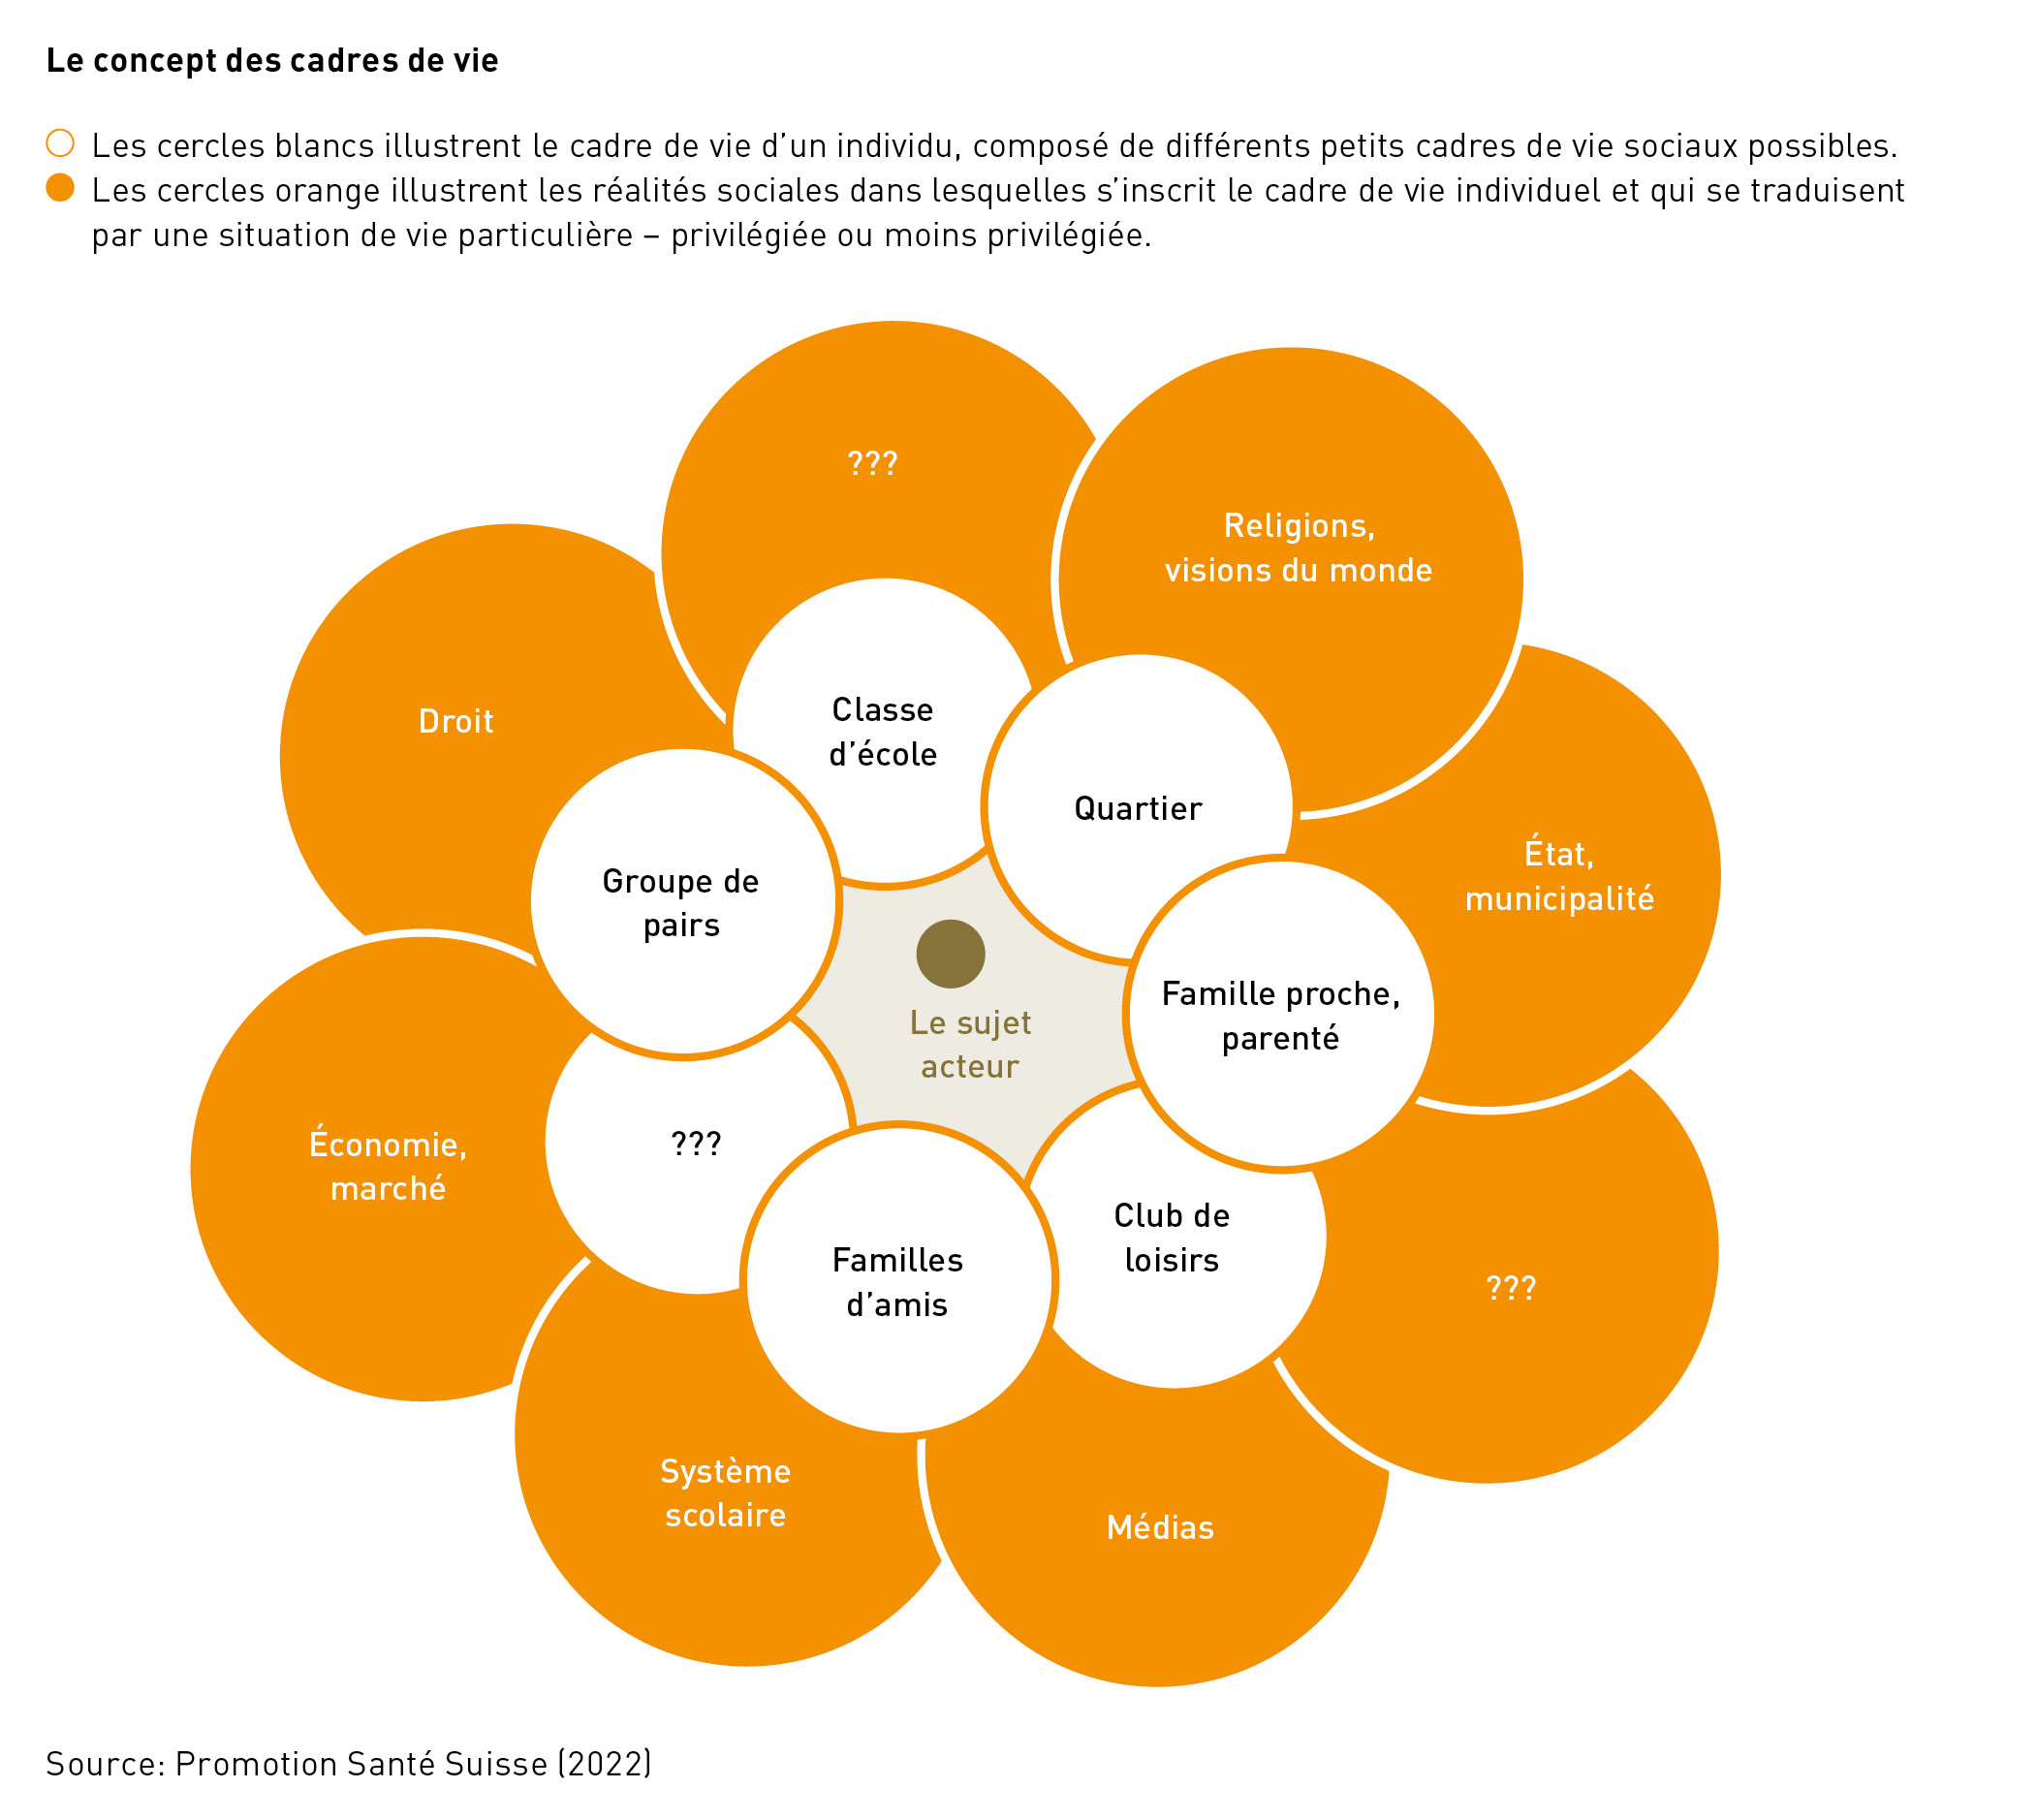 Le concept des cadres de vie
Les cercles blancs illustrent le cadre de vie d’un individu, composé de différents petits cadres de vie sociaux possibles.
Les cercles orange illustrent les réalités sociales dans lesquelles s’inscrit le cadre de vie individuel et qui se traduisent
par une situation de vie particulière – privilégiée ou moins privilégiée.
???
Religions,
visions du monde
Droit
Classe
d’école
Quartier
État,
municipalité
Groupe de
pairs
Famille proche,
parenté
Le sujet
acteur
Économie,
marché
???
Club de
loisirs
Familles
d’amis
???
Système
scolaire
Médias
Source: Promotion Santé Suisse (2022)